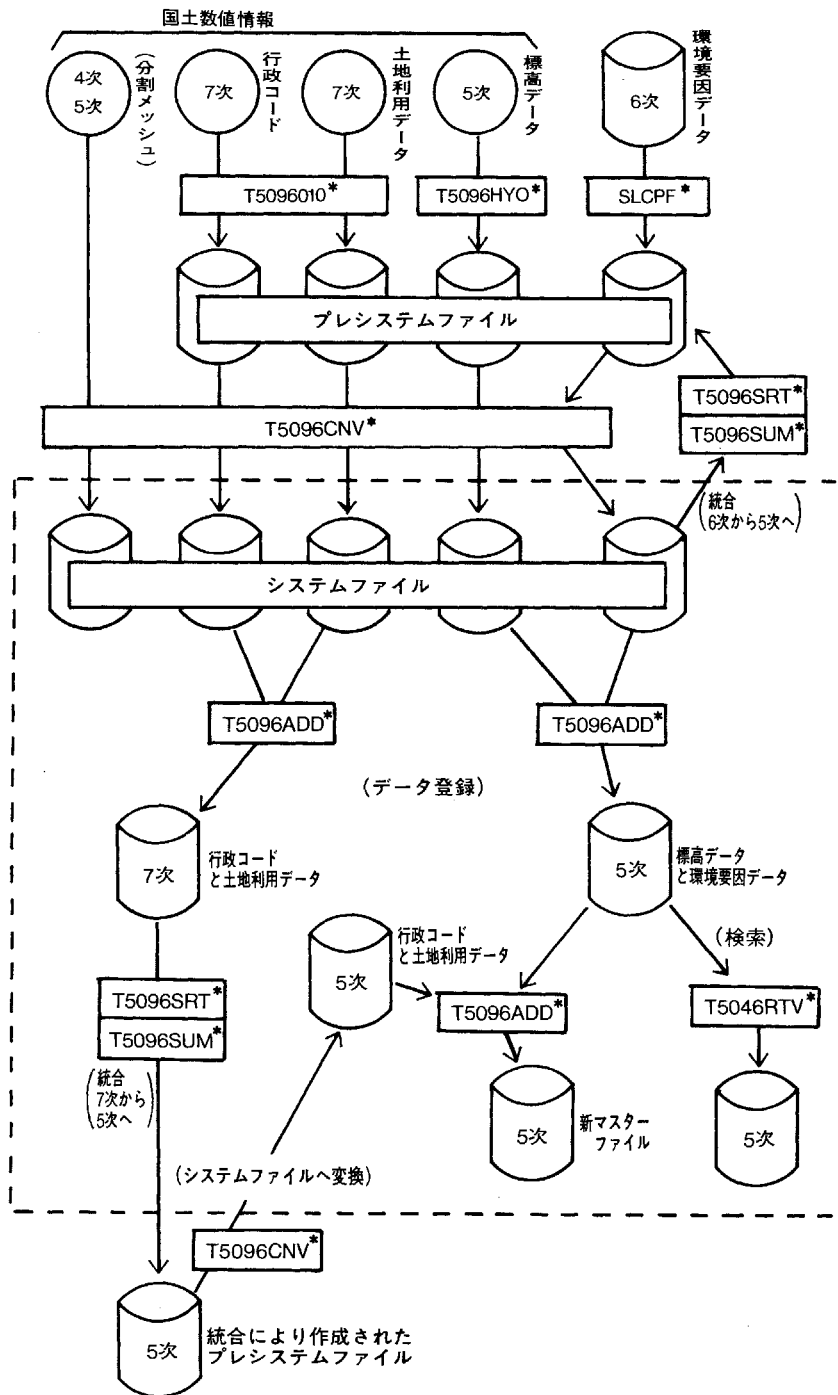 国土数値情報
4次
5次
(分割メッシュ)
7次
行政コード
7次
土地利用データ
5次
標高データ
6次
環境要因データ
T5096010*
T5096HYO*
SLCPF*
プレシステムファイル
T5096CNV*
T5096SRT*
T5096SUM*
(統合
6次から5次へ)
システムファイル
T5096ADD*
T5096ADD*
(データ登録)
7次
行政コード
と土地利用データ
5次
標高データ
と環境要因データ
行政コード
と土地利用データ
5次
(検索)
T5096SRT*
T5096SUM*
T5096ADD*
T5046RTV*
(統合
7次から
5次へ)
5次
新マスター
ファイル
5次
(システムファイルへ変換)
T5096CNV*
5次
統合により作成された
プレシステムファイル